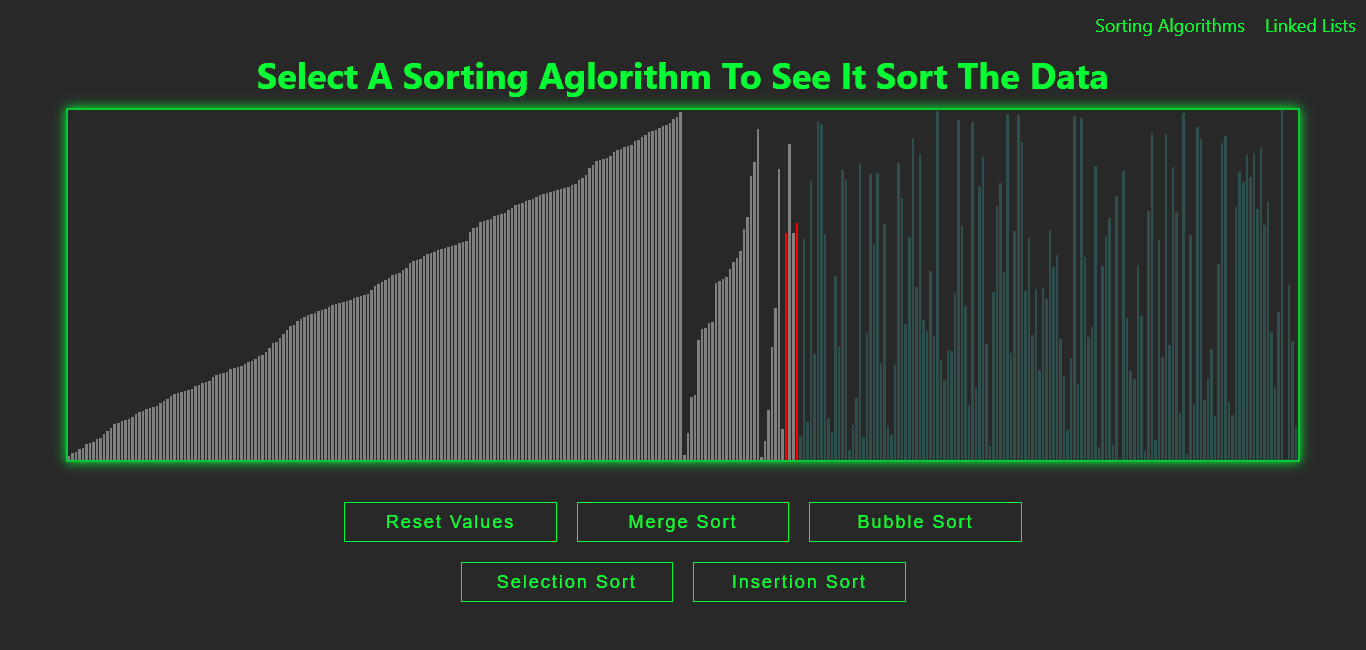 Sorting Algorithms Linked Lists
Select A Sorting Aglorithm To See It Sort The Data
Reset Values Merge Sort Bubble Sort
Selection Sort Insertion Sort